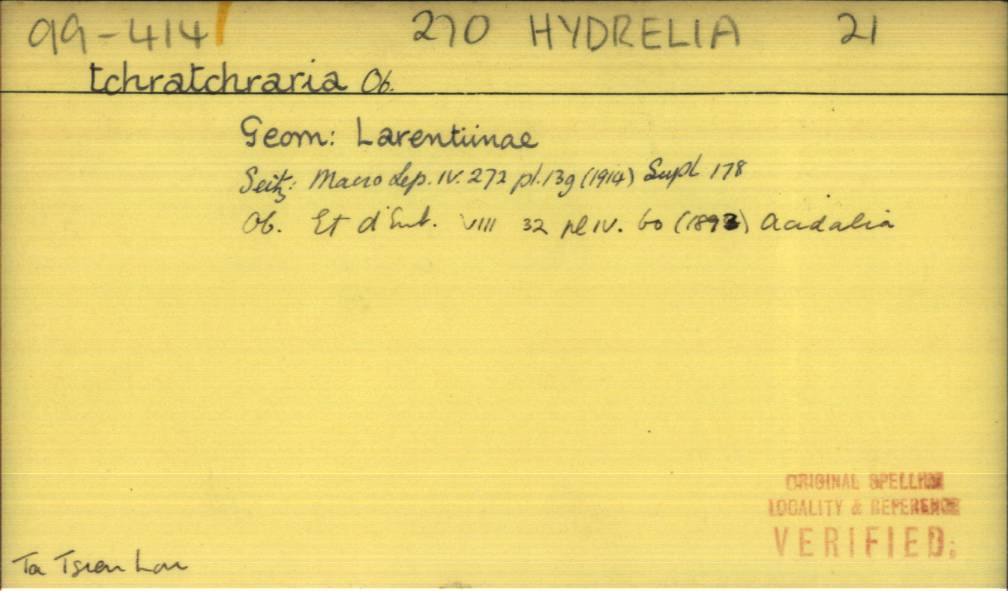 99-414 270 HYDRELIA 21
tchratchraria Ob.
Geom: Larentiinae
Seitz: Macro Lep. IV. 272 pl. 13g (1914) Supl 178
Ob. Et d'Ent. VIII 32 pl IV. 60 (1893) Acidalia
ORIGINAL SPELLING
LOCALITY & REFERENCE
VERIFIED:
Ta Tsien Lou